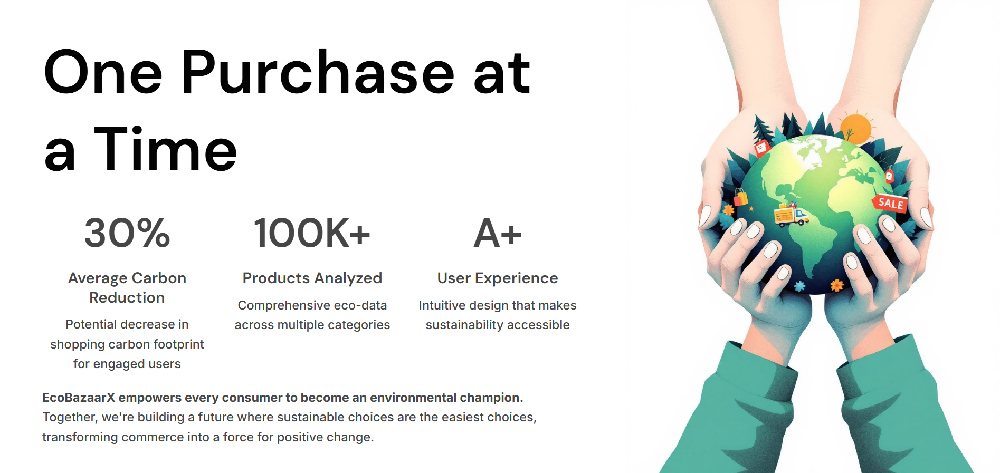 One Purchase at
a Time
30%
Average Carbon
Reduction
Potential decrease in
shopping carbon footprint
for engaged users
100K+
Products Analyzed
Comprehensive eco-data
across multiple categories
A+
User Experience
Intuitive design that makes
sustainability accessible
EcoBazaarX empowers every consumer to become an environmental champion.
Together, we're building a future where sustainable choices are the easiest choices,
transforming commerce into a force for positive change.
SALE